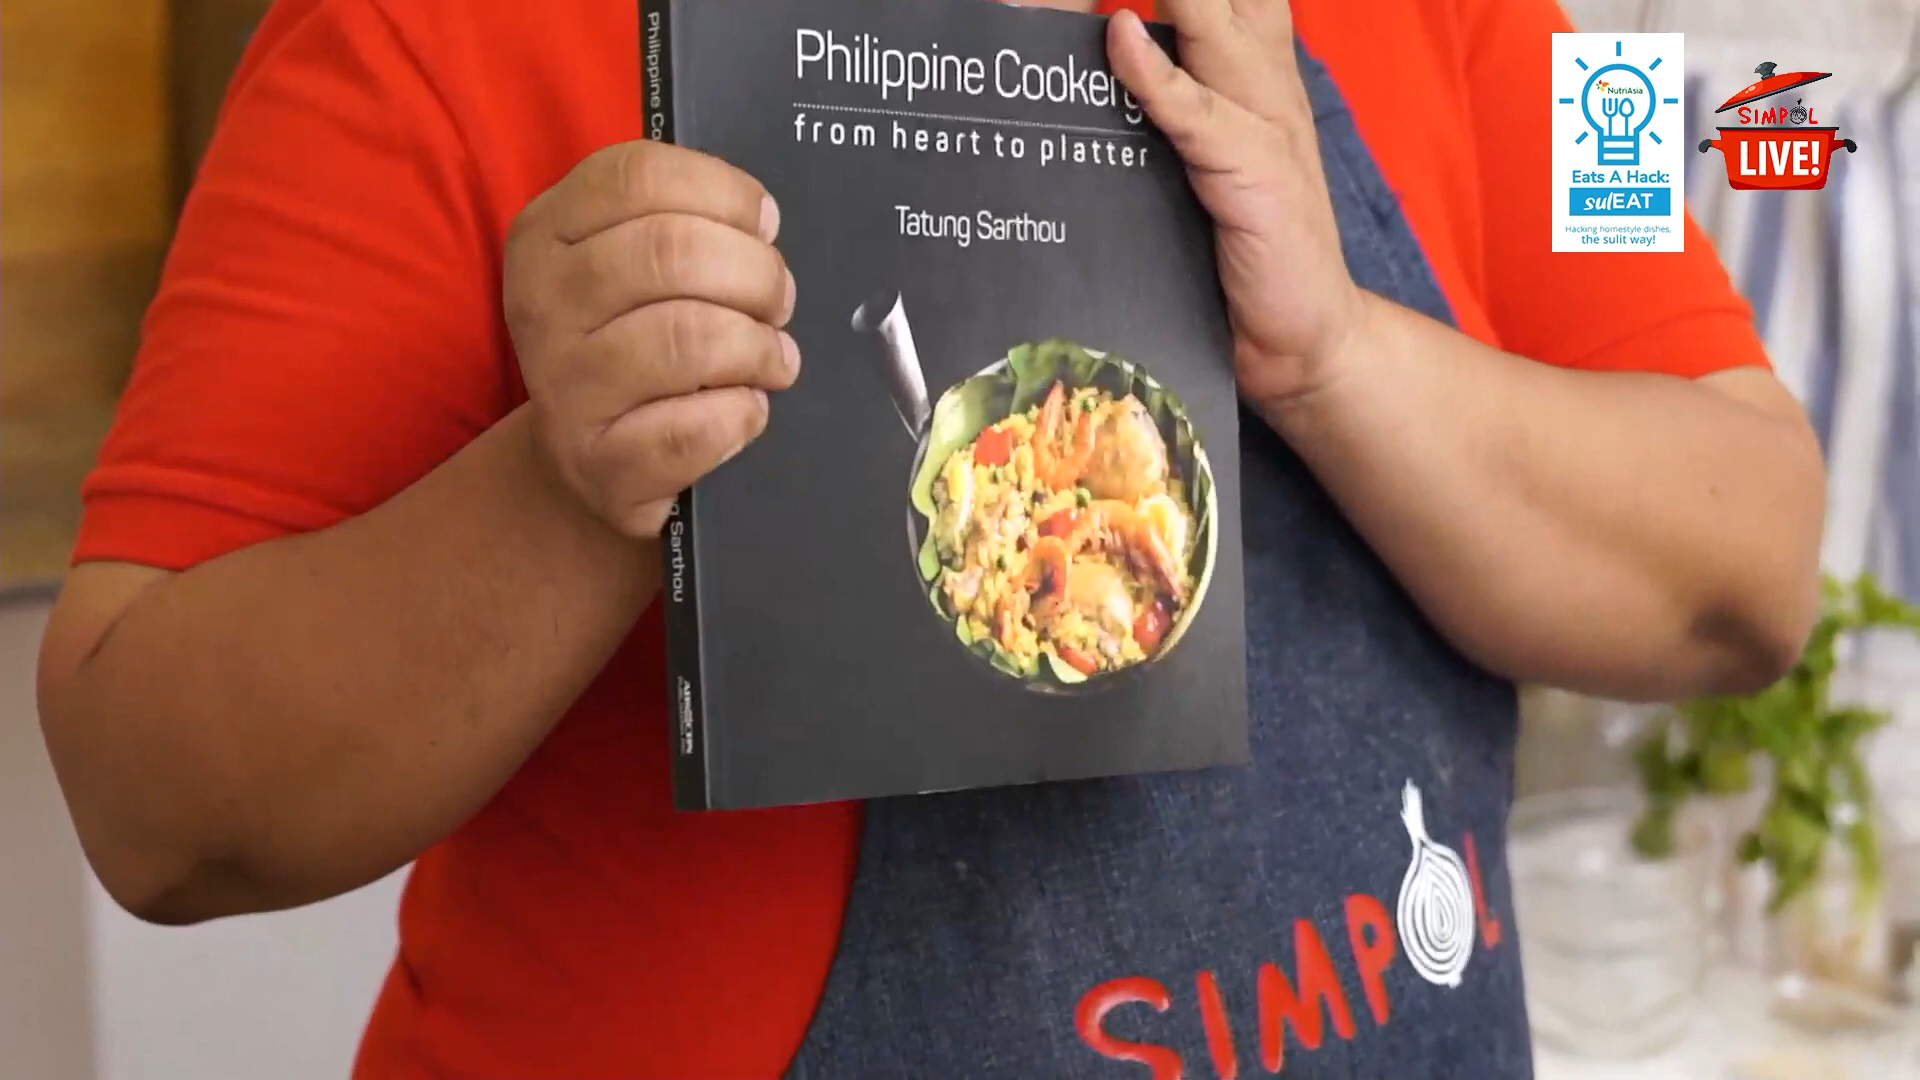 Philippine Cookery
from heart to platter
Tatung Sarthou
Philippine Co
g Sarthou
SIMPOL
NutriAsia
Eats A Hack:
sulEAT
Hacking homestyle dishes,
the sulit way!
SIMPOL
LIVE!